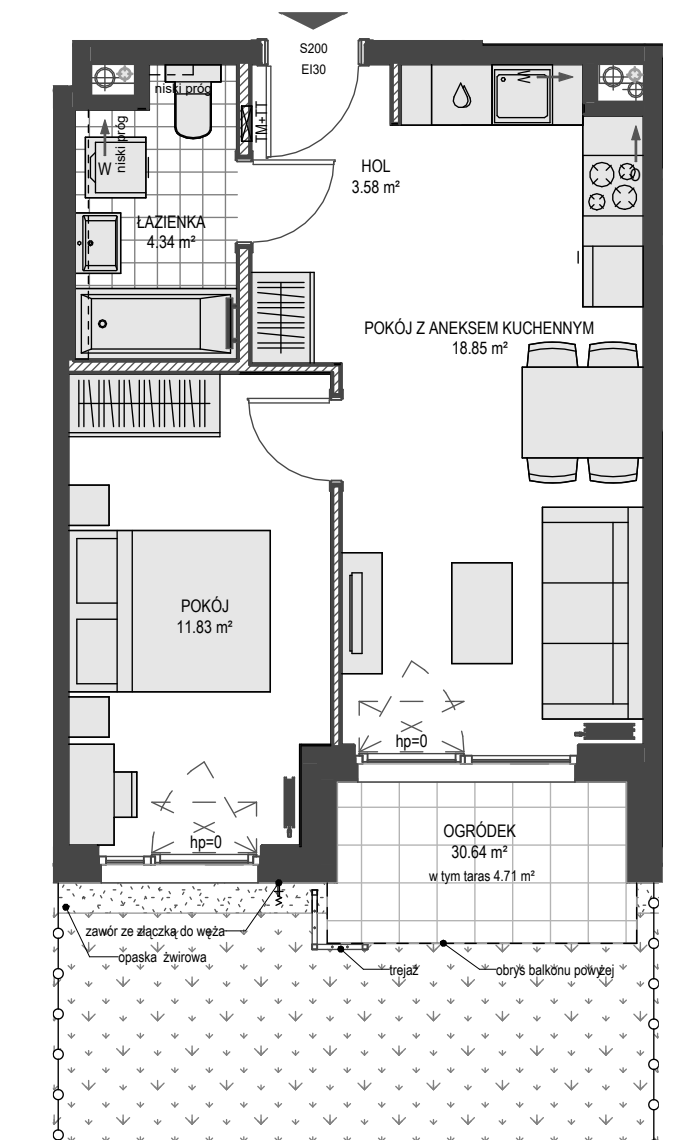 S200
EI30
niski próg
TM+TT
HOL
3.58 m²
niski próg
W
W
ŁAZIENKA
4.34 m²
POKÓJ Z ANEKSEM KUCHENNYM
18.85 m²
POKÓJ
11.83 m²
hp=0
hp=0
OGRÓDEK
30.64 m²
w tym taras 4.71 m²
zawór ze złączką do węża
opaska żwirowa
trejaż
obrys balkonu powyżej